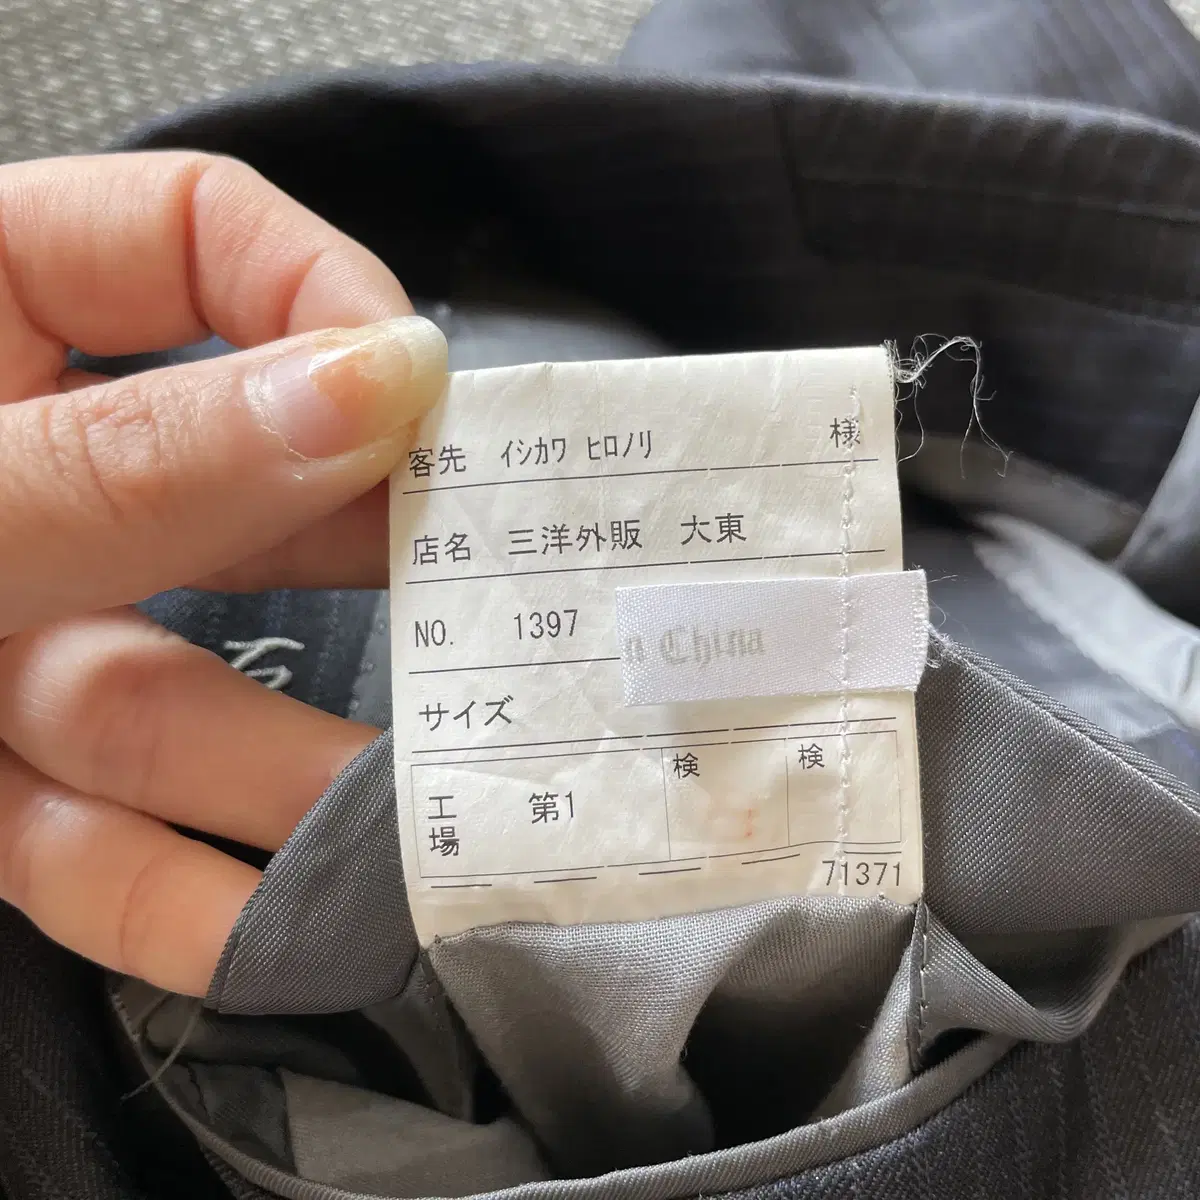 客先 ｲｼｶﾜ ﾋﾛﾉﾘ 様
店名 三洋外販 大東
NO. 1397
n China
サイズ
工場 第1 検 検
71371